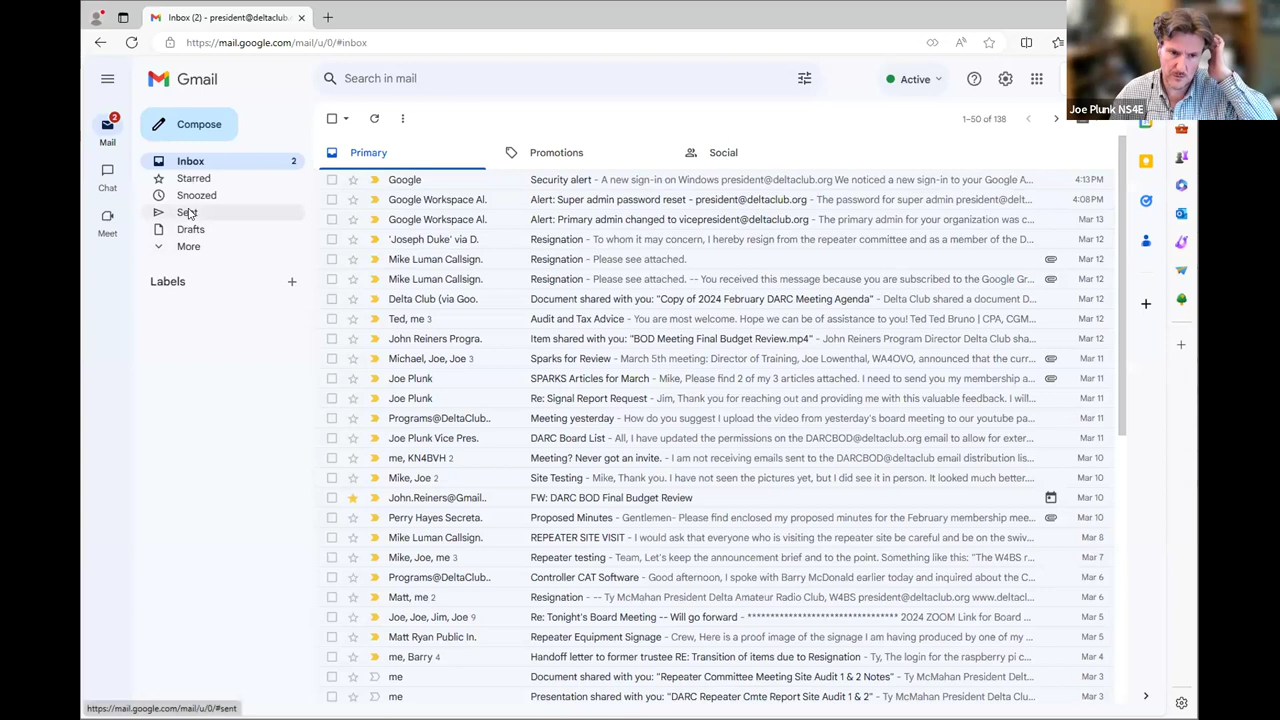 Inbox (2) - president@deltaclub.
https://mail.google.com/mail/u/0/#inbox
Joe Plunk NS4E
Gmail
Search in mail
Active
2
Mail
Chat
Meet
Compose
Inbox 2
Starred
Snoozed
Sent
Drafts
More
Labels
1–50 of 138
Primary
Promotions
Social
Google Security alert - A new sign-in on Windows president@deltaclub.org We noticed a new sign-in to your Google A... 4:13 PM
Google Workspace Al. Alert: Super admin password reset - president@deltaclub.org - The password for super admin president@delt... 4:08 PM
Google Workspace Al. Alert: Primary admin changed to vicepresident@deltaclub.org - The primary admin for your organization was c... Mar 13
'Joseph Duke' via D. Resignation - To whom it may concern, I hereby resign from the repeater committee and as a member of the D... Mar 12
Mike Luman Callsign. Resignation - Please see attached. Mar 12
Mike Luman Callsign. Resignation - Please see attached. -- You received this message because you are subscribed to the Google Gr... Mar 12
Delta Club (via Goo. Document shared with you: "Copy of 2024 February DARC Meeting Agenda" - Delta Club shared a document D... Mar 12
Ted, me 3 Audit and Tax Advice - You are most welcome. Hope we can be of assistance to you! Ted Ted Bruno | CPA, CGM... Mar 12
John Reiners Progra. Item shared with you: "BOD Meeting Final Budget Review.mp4" - John Reiners Program Director Delta Club sha... Mar 12
Michael, Joe, Joe 3 Sparks for Review - March 5th meeting: Director of Training, Joe Lowenthal, WA4OVO, announced that the curr... Mar 11
Joe Plunk SPARKS Articles for March - Mike, Please find 2 of my 3 articles attached. I need to send you my membership a... Mar 11
Joe Plunk Re: Signal Report Request - Jim, Thank you for reaching out and providing me with this valuable feedback. I will... Mar 11
Programs@DeltaClub.. Meeting yesterday - How do you suggest I upload the video from yesterday's board meeting to our youtube pa... Mar 11
Joe Plunk Vice Pres. DARC Board List - All, I have updated the permissions on the DARCBOD@deltaclub.org email to allow for exter... Mar 11
me, KN4BVH 2 Meeting? Never got an invite. - I am not receiving emails sent to the DARCBOD@deltaclub email distribution lis... Mar 10
Mike, Joe 2 Site Testing - Mike, Thank you. I have not seen the pictures yet, but I did see it in person. It looked much better... Mar 10
John.Reiners@Gmail.. FW: DARC BOD Final Budget Review Mar 10
Perry Hayes Secreta. Proposed Minutes - Gentlemen- Please find enclosed my proposed minutes for the February membership mee... Mar 10
Mike Luman Callsign. REPEATER SITE VISIT - I would ask that everyone who is visiting the repeater site be careful and be on the swiv... Mar 8
Mike, Joe, me 3 Repeater testing - Team, Let's keep the announcement brief and to the point. Something like this: "The W4BS r... Mar 7
Programs@DeltaClub.. Controller CAT Software - Good afternoon, I spoke with Barry McDonald earlier today and inquired about the C... Mar 6
Matt, me 2 Resignation - -- Ty McMahan President Delta Amateur Radio Club, W4BS president@deltaclub.org www.deltacl... Mar 6
Joe, Joe, Jim, Joe 9 Re: Tonight's Board Meeting -- Will go forward - ********************************* 2024 ZOOM Link for Board ... Mar 5
Matt Ryan Public In. Repeater Equipment Signage - Crew, Here is a proof image of the signage I am having produced by one of my ... Mar 5
me, Barry 4 Handoff letter to former trustee RE: Transition of items due to Resignation - Ty, The login for the raspberry pi c... Mar 4
me Document shared with you: "Repeater Committee Meeting Site Audit 1 & 2 Notes" - Ty McMahan President Delta ... Mar 3
me Presentation shared with you: "DARC Repeater Cmte Report Site Audit 1 & 2" - Ty McMahan President Delta Clu... Mar 3
https://mail.google.com/mail/u/0/#sent